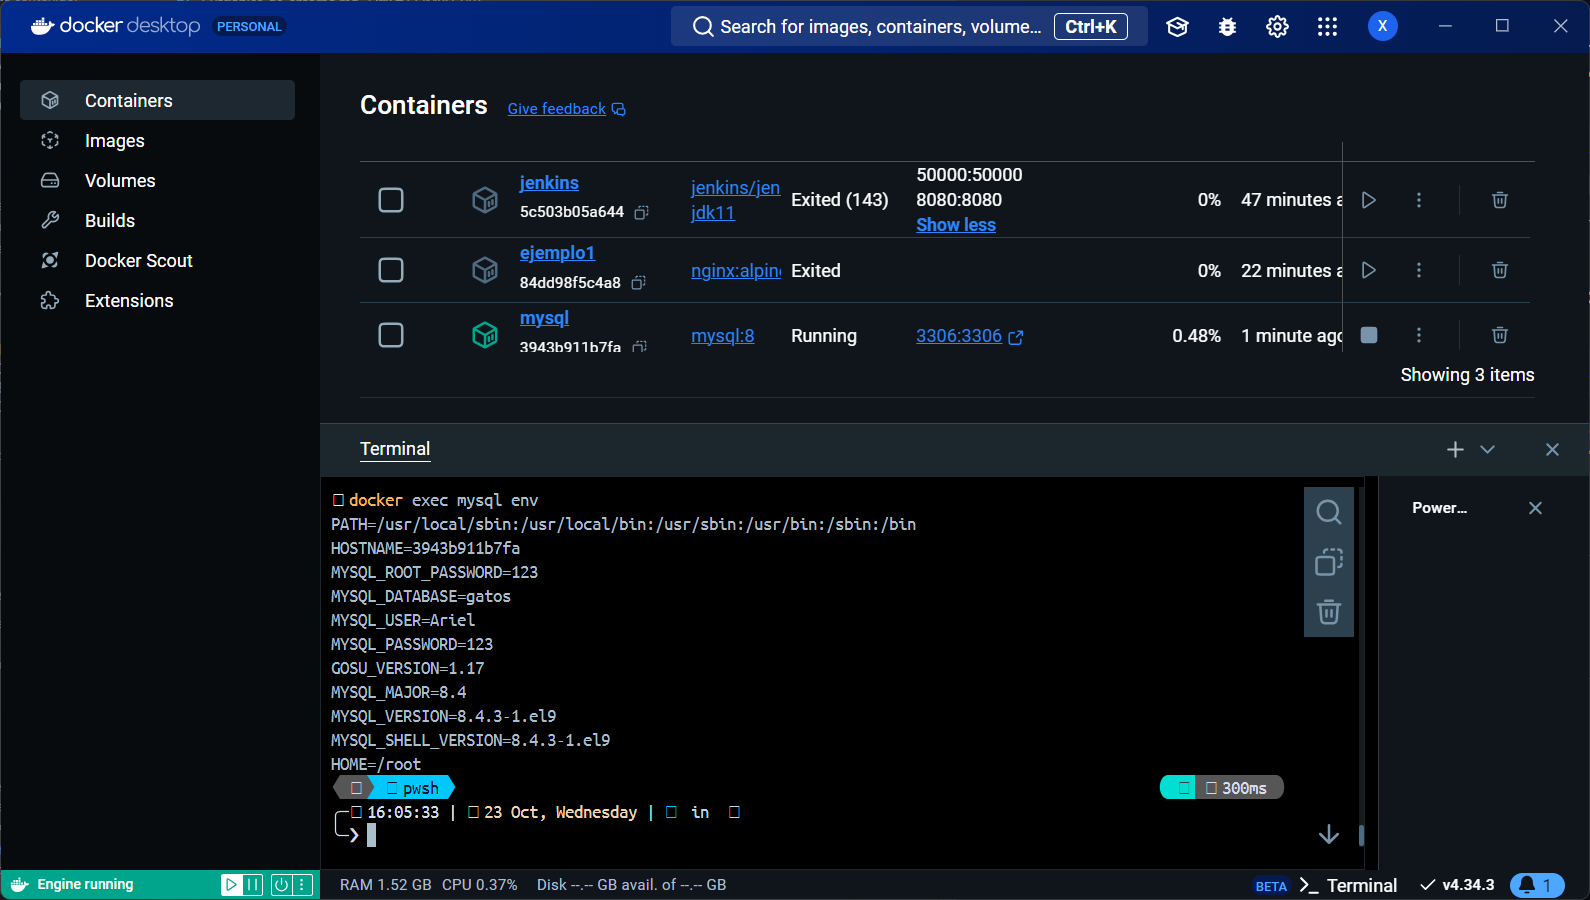 docker desktop PERSONAL
Search for images, containers, volume... Ctrl+K
X
Containers
Images
Volumes
Builds
Docker Scout
Extensions
Containers Give feedback
jenkins
5c503b05a644
jenkins/jen
jdk11
Exited (143)
50000:50000
8080:8080
Show less
0%
47 minutes a
ejemplo1
84dd98f5c4a8
nginx:alpin
Exited
0%
22 minutes a
mysql
3943b911b7fa
mysql:8
Running
3306:3306
0.48%
1 minute ago
Showing 3 items
Terminal
docker exec mysql env
PATH=/usr/local/sbin:/usr/local/bin:/usr/sbin:/usr/bin:/sbin:/bin
HOSTNAME=3943b911b7fa
MYSQL_ROOT_PASSWORD=123
MYSQL_DATABASE=gatos
MYSQL_USER=Ariel
MYSQL_PASSWORD=123
GOSU_VERSION=1.17
MYSQL_MAJOR=8.4
MYSQL_VERSION=8.4.3-1.el9
MYSQL_SHELL_VERSION=8.4.3-1.el9
HOME=/root
pwsh
300ms
16:05:33 | 23 Oct, Wednesday | in
Power...
Engine running
RAM 1.52 GB CPU 0.37% Disk --.-- GB avail. of --.-- GB
BETA >_ Terminal
v4.34.3
1